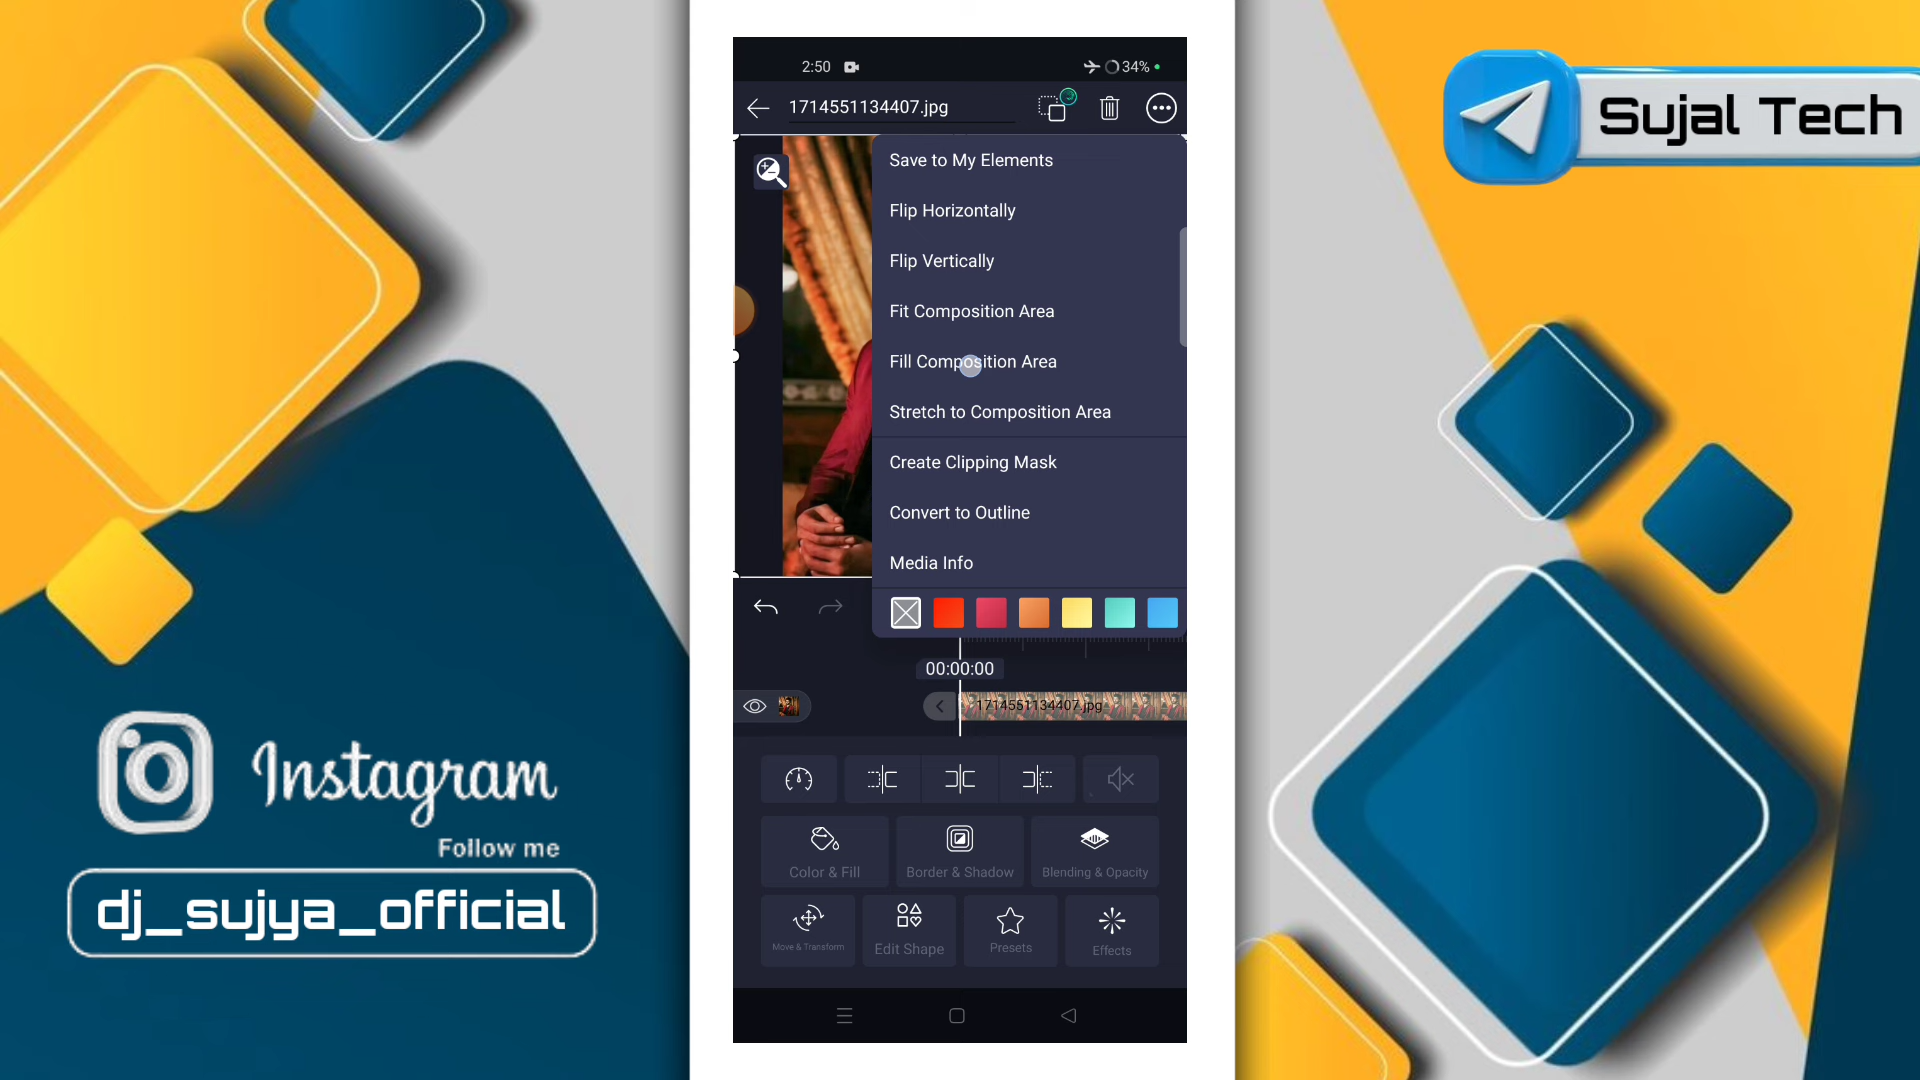 2:50
34%
1714551134407.jpg
Save to My Elements
Flip Horizontally
Flip Vertically
Fit Composition Area
Fill Composition Area
Stretch to Composition Area
Create Clipping Mask
Convert to Outline
Media Info
00:00:00
1714551134407.jpg
Color & Fill
Border & Shadow
Blending & Opacity
Move & Transform
Edit Shape
Presets
Effects
Instagram
Follow me
dj_sujya_official
Sujal Tech